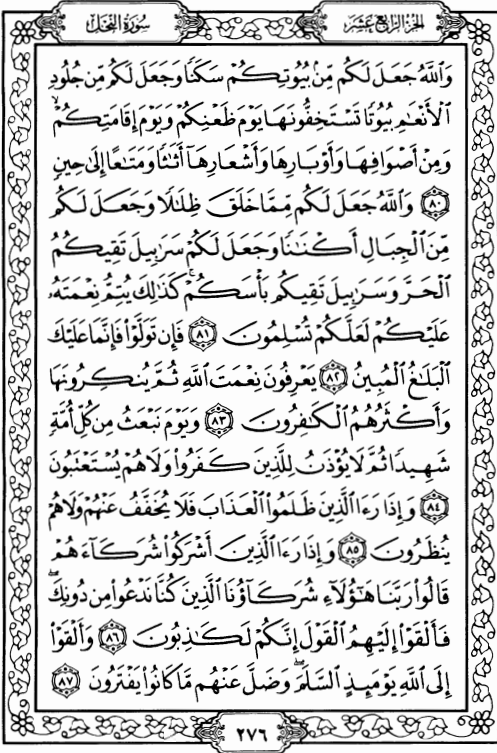 الجزء الرابع عشر
سورة النحل
وَٱللَّهُ جَعَلَ لَكُم مِّنۢ بُيُوتِكُمْ سَكَنًا وَجَعَلَ لَكُم مِّن جُلُودِ
ٱلْأَنْعَٰمِ بُيُوتًا تَسْتَخِفُّونَهَا يَوْمَ ظَعْنِكُمْ وَيَوْمَ إِقَامَتِكُمْ ۙ
وَمِنْ أَصْوَافِهَا وَأَوْبَارِهَا وَأَشْعَارِهَآ أَثَٰثًا وَمَتَٰعًا إِلَىٰ حِينٍ
﴿٨٠﴾ وَٱللَّهُ جَعَلَ لَكُم مِّمَّا خَلَقَ ظِلَٰلًا وَجَعَلَ لَكُم
مِّنَ ٱلْجِبَالِ أَكْنَٰنًا وَجَعَلَ لَكُمْ سَرَٰبِيلَ تَقِيكُمُ
ٱلْحَرَّ وَسَرَٰبِيلَ تَقِيكُم بَأْسَكُمْ ۚ كَذَٰلِكَ يُتِمُّ نِعْمَتَهُۥ
عَلَيْكُمْ لَعَلَّكُمْ تُسْلِمُونَ ﴿٨١﴾ فَإِن تَوَلَّوْا۟ فَإِنَّمَا عَلَيْكَ
ٱلْبَلَٰغُ ٱلْمُبِينُ ﴿٨٢﴾ يَعْرِفُونَ نِعْمَتَ ٱللَّهِ ثُمَّ يُنكِرُونَهَا
وَأَكْثَرُهُمُ ٱلْكَٰفِرُونَ ﴿٨٣﴾ وَيَوْمَ نَبْعَثُ مِن كُلِّ أُمَّةٍ
شَهِيدًا ثُمَّ لَا يُؤْذَنُ لِلَّذِينَ كَفَرُوا۟ وَلَا هُمْ يُسْتَعْتَبُونَ
﴿٨٤﴾ وَإِذَا رَءَا ٱلَّذِينَ ظَلَمُوا۟ ٱلْعَذَابَ فَلَا يُخَفَّفُ عَنْهُمْ وَلَا هُمْ
يُنظَرُونَ ﴿٨٥﴾ وَإِذَا رَءَا ٱلَّذِينَ أَشْرَكُوا۟ شُرَكَآءَهُمْ
قَالُوا۟ رَبَّنَا هَٰٓؤُلَآءِ شُرَكَآؤُنَا ٱلَّذِينَ كُنَّا نَدْعُوا۟ مِن دُونِكَ ۖ
فَأَلْقَوْا۟ إِلَيْهِمُ ٱلْقَوْلَ إِنَّكُمْ لَكَٰذِبُونَ ﴿٨٦﴾ وَأَلْقَوْا۟
إِلَى ٱللَّهِ يَوْمَئِذٍ ٱلسَّلَمَ ۖ وَضَلَّ عَنْهُم مَّا كَانُوا۟ يَفْتَرُونَ ﴿٨٧﴾
٢٧٦